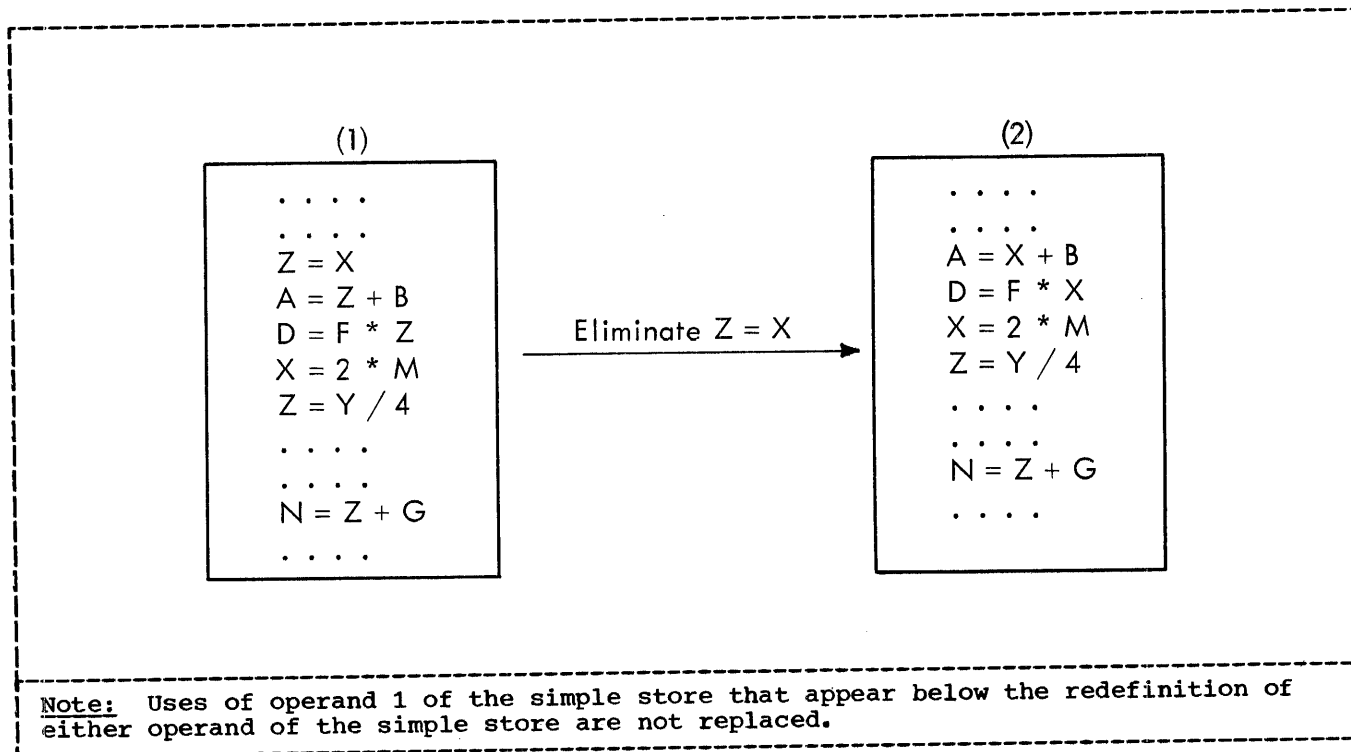 (1)
. . . .
. . . .
Z = X
A = Z + B
D = F * Z
X = 2 * M
Z = Y / 4
. . . .
. . . .
N = Z + G
. . . .
Eliminate Z = X
(2)
. . . .
. . . .
A = X + B
D = F * X
X = 2 * M
Z = Y / 4
. . . .
. . . .
N = Z + G
. . . .
Note: Uses of operand 1 of the simple store that appear below the redefinition of
either operand of the simple store are not replaced.